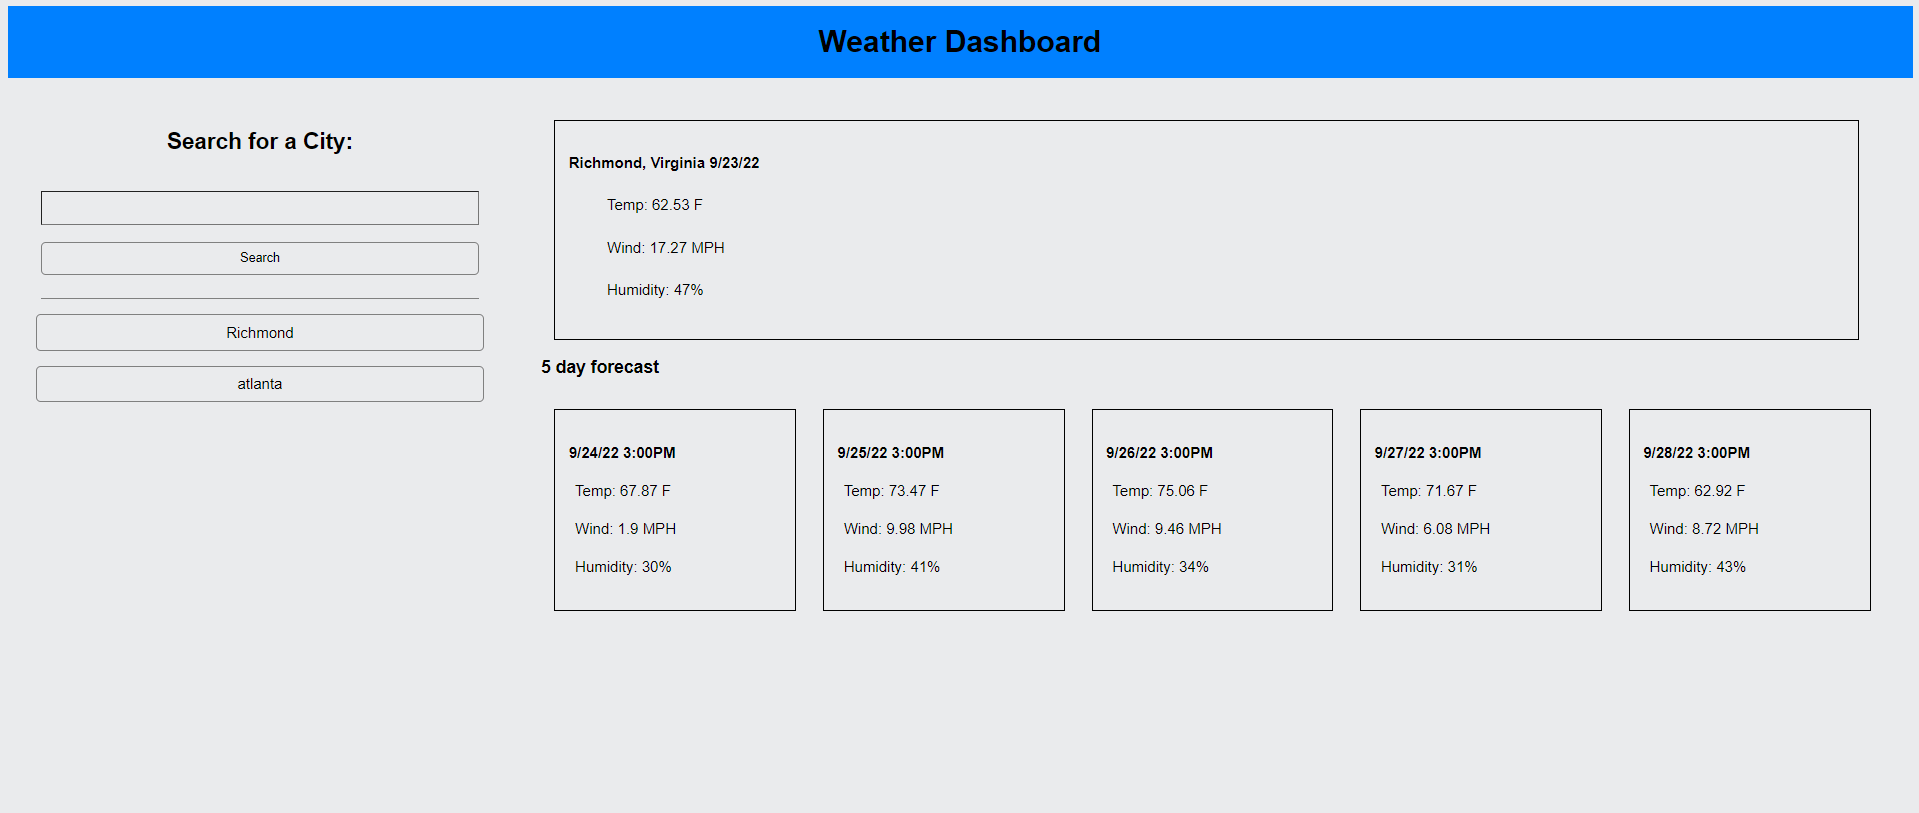 Weather Dashboard
Search for a City:
Search
Richmond
atlanta
Richmond, Virginia 9/23/22
Temp: 62.53 F
Wind: 17.27 MPH
Humidity: 47%
5 day forecast
9/24/22 3:00PM
Temp: 67.87 F
Wind: 1.9 MPH
Humidity: 30%
9/25/22 3:00PM
Temp: 73.47 F
Wind: 9.98 MPH
Humidity: 41%
9/26/22 3:00PM
Temp: 75.06 F
Wind: 9.46 MPH
Humidity: 34%
9/27/22 3:00PM
Temp: 71.67 F
Wind: 6.08 MPH
Humidity: 31%
9/28/22 3:00PM
Temp: 62.92 F
Wind: 8.72 MPH
Humidity: 43%